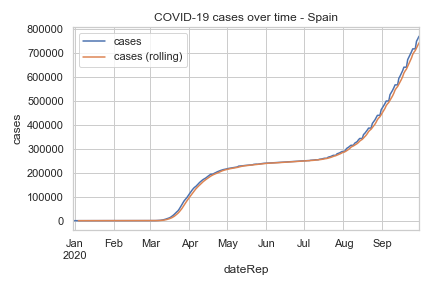 COVID-19 cases over time - Spain
cases
cases (rolling)
800000
700000
600000
500000
400000
300000
200000
100000
0
cases
Jan Feb Mar Apr May Jun Jul Aug Sep
2020
dateRep